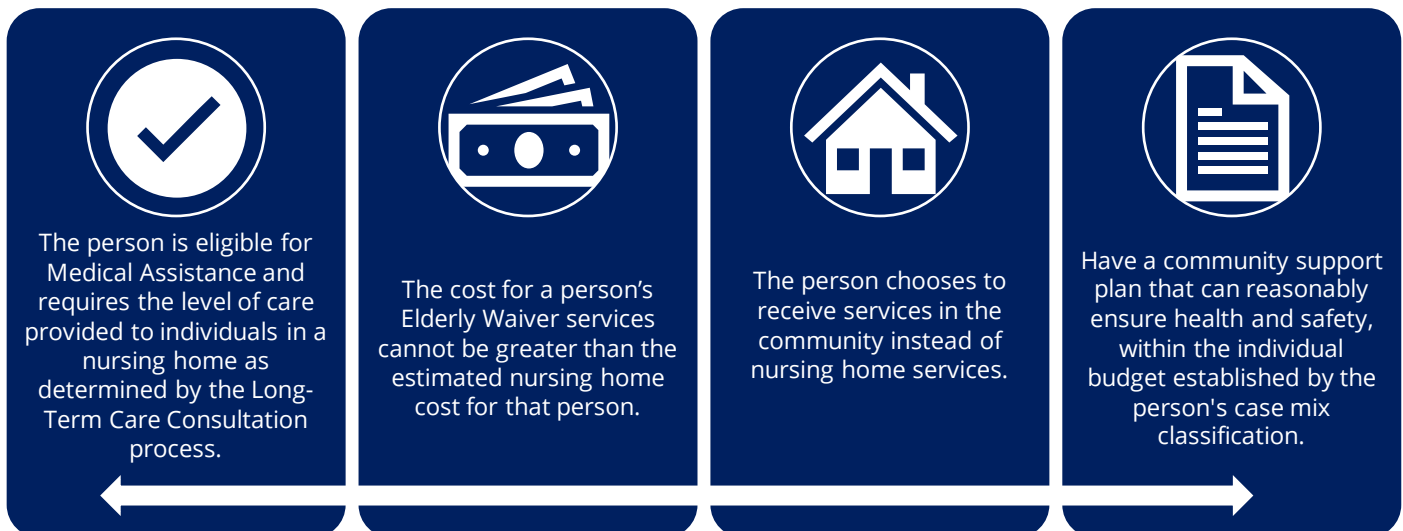 The person is eligible for
Medical Assistance and
requires the level of care
provided to individuals in a
nursing home as
determined by the Long-
Term Care Consultation
process.
The cost for a person’s
Elderly Waiver services
cannot be greater than the
estimated nursing home
cost for that person.
The person chooses to
receive services in the
community instead of
nursing home services.
Have a community support
plan that can reasonably
ensure health and safety,
within the individual
budget established by the
person's case mix
classification.